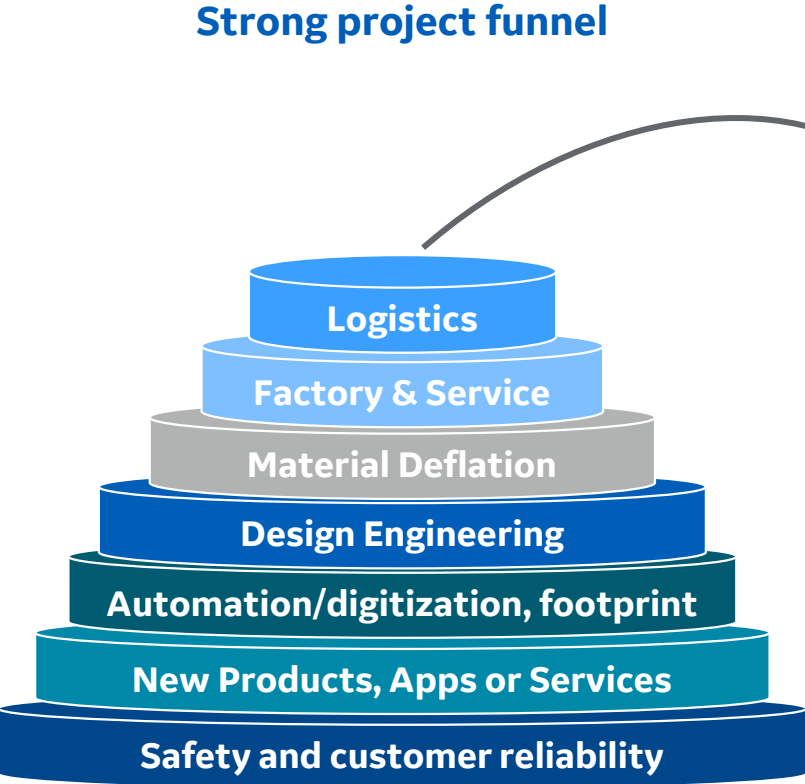 Strong project funnel
Logistics
Factory & Service
Material Deflation
Design Engineering
Automation/digitization, footprint
New Products, Apps or Services
Safety and customer reliability